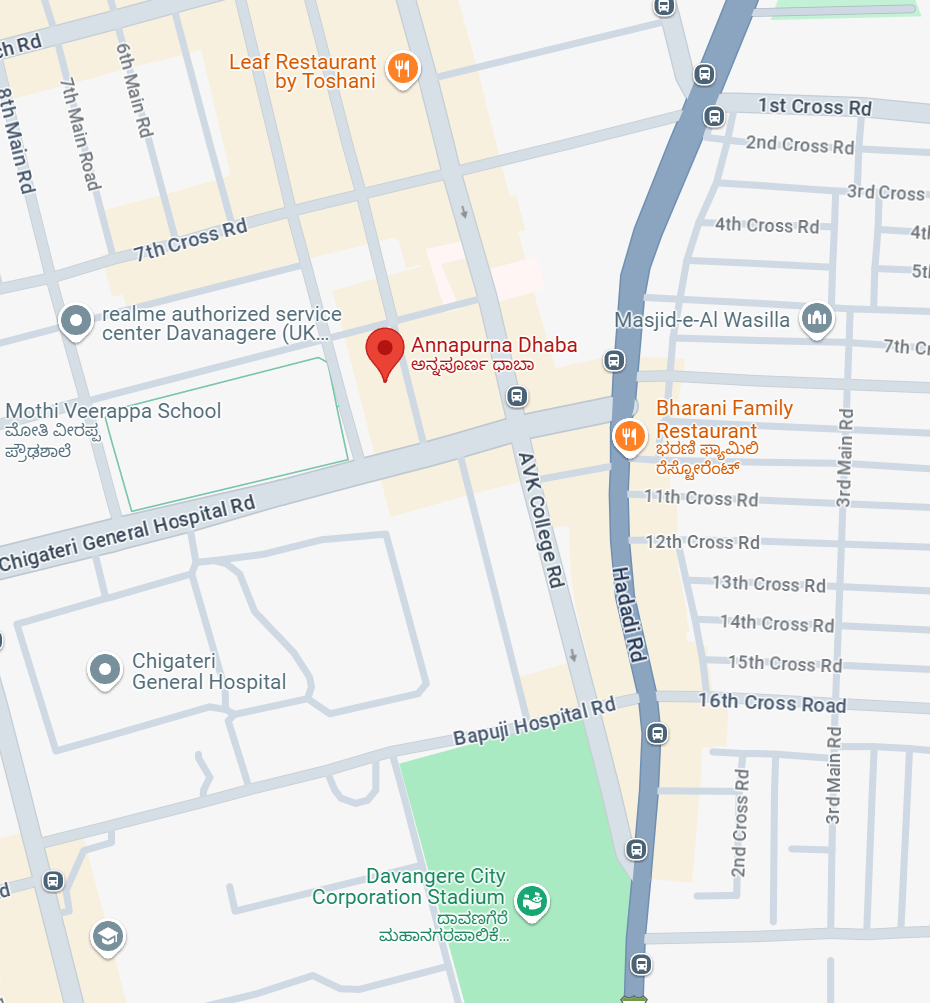 ch Rd
6th Main Rd
7th Main Road
8th Main Rd
Leaf Restaurant
by Toshani
1st Cross Rd
2nd Cross Rd
3rd Cross
4th Cross Rd
4t
5t
7th Cross Rd
realme authorized service
center Davanagere (UK...
Masjid-e-Al Wasilla
7th Cr
Annapurna Dhaba
ಅನ್ನಪೂರ್ಣ ಧಾಬಾ
Mothi Veerappa School
ಮೋತಿ ವೀರಪ್ಪ
ಪ್ರೌಢಶಾಲೆ
Bharani Family
Restaurant
ಭರಣಿ ಫ್ಯಾಮಿಲಿ
ರೆಸ್ಟೋರೆಂಟ್
3rd Main Rd
11th Cross Rd
AVK College Rd
Chigateri General Hospital Rd
12th Cross Rd
13th Cross Rd
Hadadi Rd
14th Cross Rd
15th Cross Rd
Chigateri
General Hospital
16th Cross Road
Bapuji Hospital Rd
3rd Main Rd
2nd Cross Rd
Davangere City
Corporation Stadium
ದಾವಣಗೆರೆ
ಮಹಾನಗರಪಾಲಿಕೆ...
d